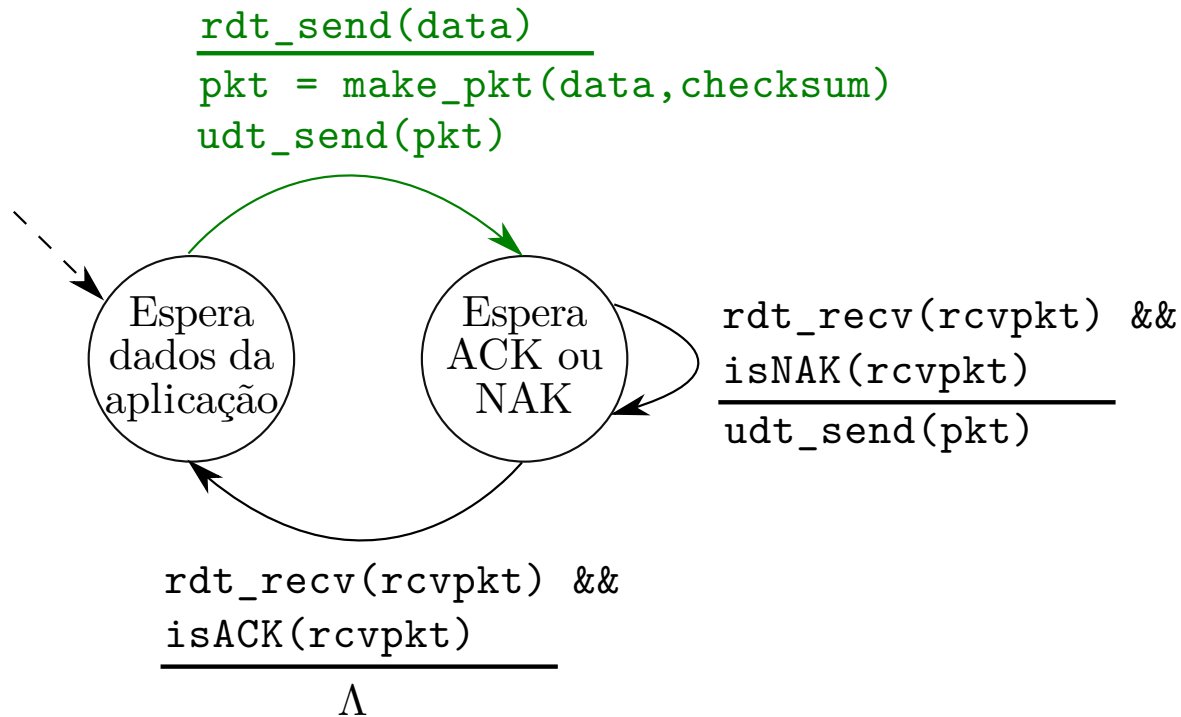 rdt_send(data)
pkt = make_pkt(data,checksum)
udt_send(pkt)
Espera
dados da
aplicação
Espera
ACK ou
NAK
rdt_recv(rcvpkt) &&
isNAK(rcvpkt)
udt_send(pkt)
rdt_recv(rcvpkt) &&
isACK(rcvpkt)
Λ